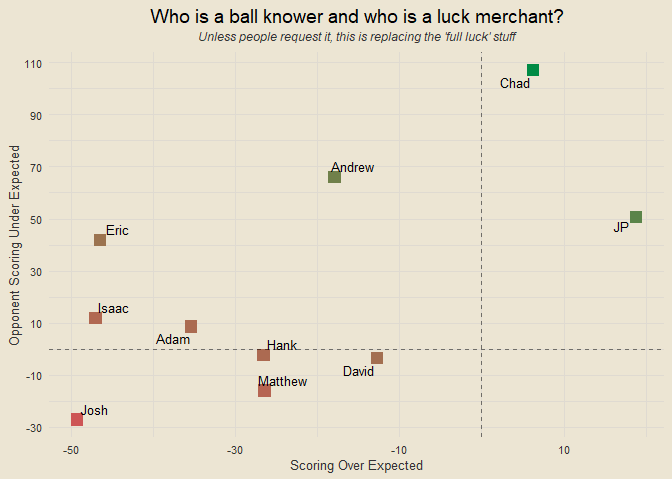 Who is a ball knower and who is a luck merchant?
Unless people request it, this is replacing the 'full luck' stuff
110
Chad
90
Andrew
70
50
JP
Eric
30
Isaac
10
Adam
Hank
-10
David
Matthew
Josh
-30
-50
-30
-10
10
Scoring Over Expected
Opponent Scoring Under Expected